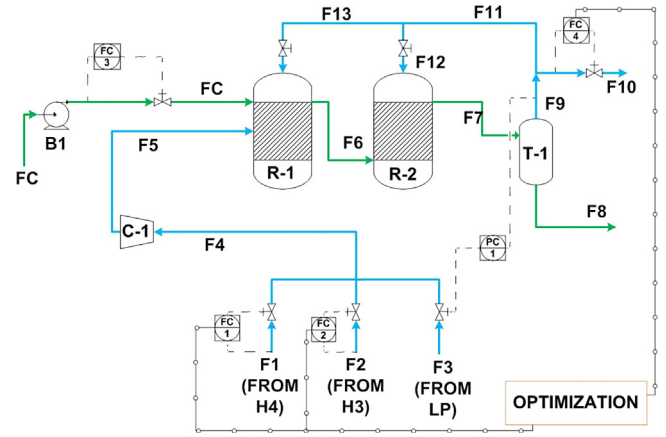 F13
F11
FC
4
FC
3
FC
F12
F10
F9
F7
B1
F5
F6
T-1
FC
R-1
R-2
F8
C-1
F4
PC
1
FC
1
FC
2
F1
(FROM
H4)
F2
(FROM
H3)
F3
(FROM
LP)
OPTIMIZATION